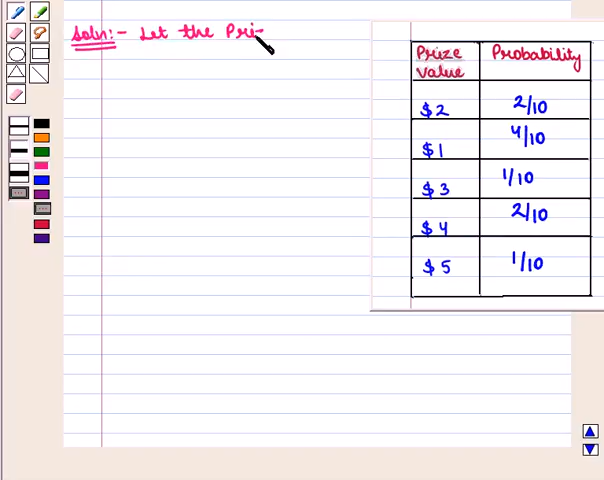 Soln:- Let the Pri-
Prize Value Probability
$2 2/10
$1 4/10
$3 1/10
$4 2/10
$5 1/10